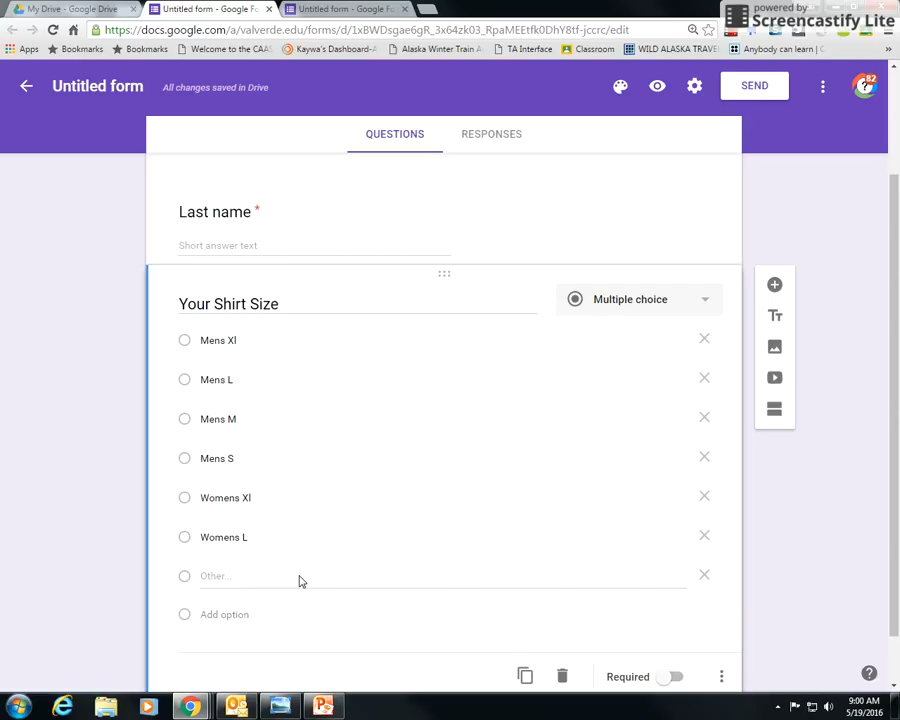 My Drive - Google Drive
Untitled form - Google Fo
Untitled form - Google Fo
powered by
Screencastify Lite
https://docs.google.com/a/valverde.edu/forms/d/1xBWDsgae6gR_3x64zk03_RpaMEEtfk0DhY8tf-jccrc/edit
Apps
Bookmarks
Bookmarks
Welcome to the CAAS
Kaywa's Dashboard-
Alaska Winter Train A
TA Interface
Classroom
WILD ALASKA TRAVE
Anybody can learn | C
Untitled form
All changes saved in Drive
SEND
82
QUESTIONS
RESPONSES
Last name *
Short answer text
Your Shirt Size
Multiple choice
Mens Xl
Mens L
Mens M
Mens S
Womens Xl
Womens L
Other...
Add option
Required
9:00 AM
5/19/2016